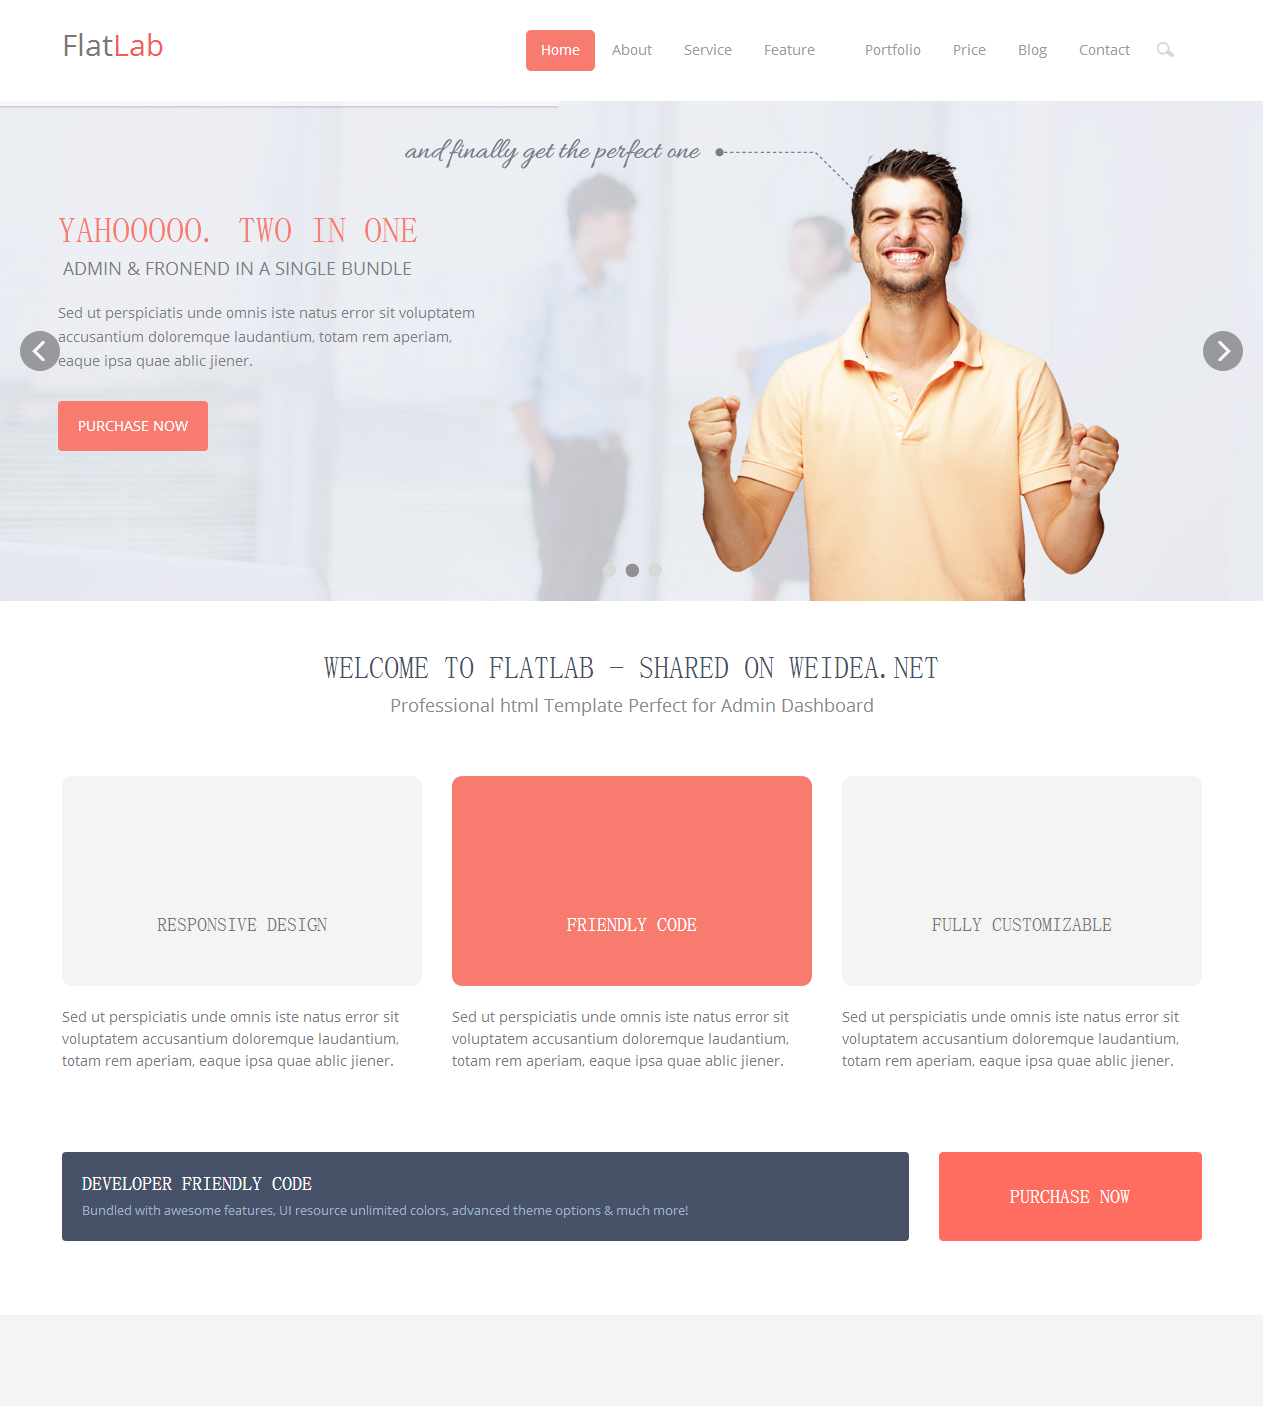 FlatLab
Home About Service Feature Portfolio Price Blog Contact
and finally get the perfect one
YAHOOOOO. TWO IN ONE
ADMIN & FRONEND IN A SINGLE BUNDLE
Sed ut perspiciatis unde omnis iste natus error sit voluptatem
accusantium doloremque laudantium, totam rem aperiam,
eaque ipsa quae ablic jiener.
PURCHASE NOW
WELCOME TO FLATLAB - SHARED ON WEIDEA.NET
Professional html Template Perfect for Admin Dashboard
RESPONSIVE DESIGN
Sed ut perspiciatis unde omnis iste natus error sit
voluptatem accusantium doloremque laudantium,
totam rem aperiam, eaque ipsa quae ablic jiener.
FRIENDLY CODE
Sed ut perspiciatis unde omnis iste natus error sit
voluptatem accusantium doloremque laudantium,
totam rem aperiam, eaque ipsa quae ablic jiener.
FULLY CUSTOMIZABLE
Sed ut perspiciatis unde omnis iste natus error sit
voluptatem accusantium doloremque laudantium,
totam rem aperiam, eaque ipsa quae ablic jiener.
DEVELOPER FRIENDLY CODE
Bundled with awesome features, UI resource unlimited colors, advanced theme options & much more!
PURCHASE NOW